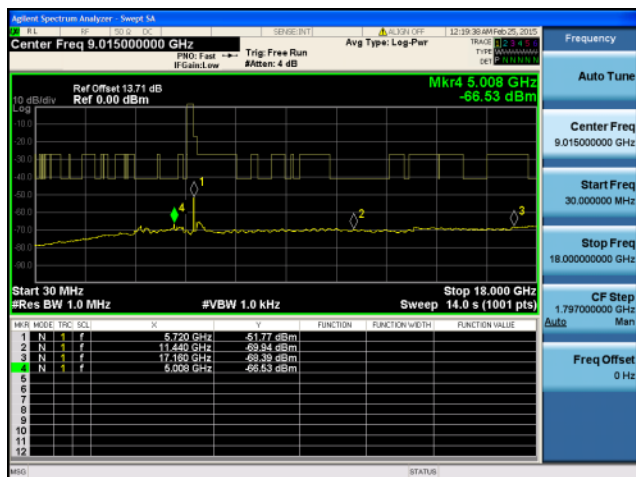 Agilent Spectrum Analyzer - Swept SA
RL RF 50 Ω DC SENSE:INT ALIGN OFF 12:19:38 AM Feb 25, 2015
Center Freq 9.015000000 GHz
PNO: Fast
IFGain:Low
Trig: Free Run
#Atten: 4 dB
Avg Type: Log-Pwr
TRACE 1 2 3 4 5 6
TYPE
DET P N N N N N
Ref Offset 13.71 dB
10 dB/div Ref 0.00 dBm
Log
Mkr4 5.008 GHz
-66.53 dBm
-10.0
-20.0
-30.0
-40.0
-50.0
-60.0
-70.0
-80.0
-90.0
1
4
2
3
Start 30 MHz Stop 18.000 GHz
#Res BW 1.0 MHz #VBW 1.0 kHz Sweep 14.0 s (1001 pts)
MKR MODE TRC SCL X Y FUNCTION FUNCTION WIDTH FUNCTION VALUE
1 N 1 f 5.720 GHz -51.77 dBm
2 N 1 f 11.440 GHz -69.94 dBm
3 N 1 f 17.160 GHz -68.39 dBm
4 N 1 f 5.008 GHz -66.53 dBm
5
6
7
8
9
10
11
12
MSG STATUS
Frequency
Auto Tune
Center Freq
9.015000000 GHz
Start Freq
30.000000 MHz
Stop Freq
18.000000000 GHz
CF Step
1.797000000 GHz
Auto Man
Freq Offset
0 Hz